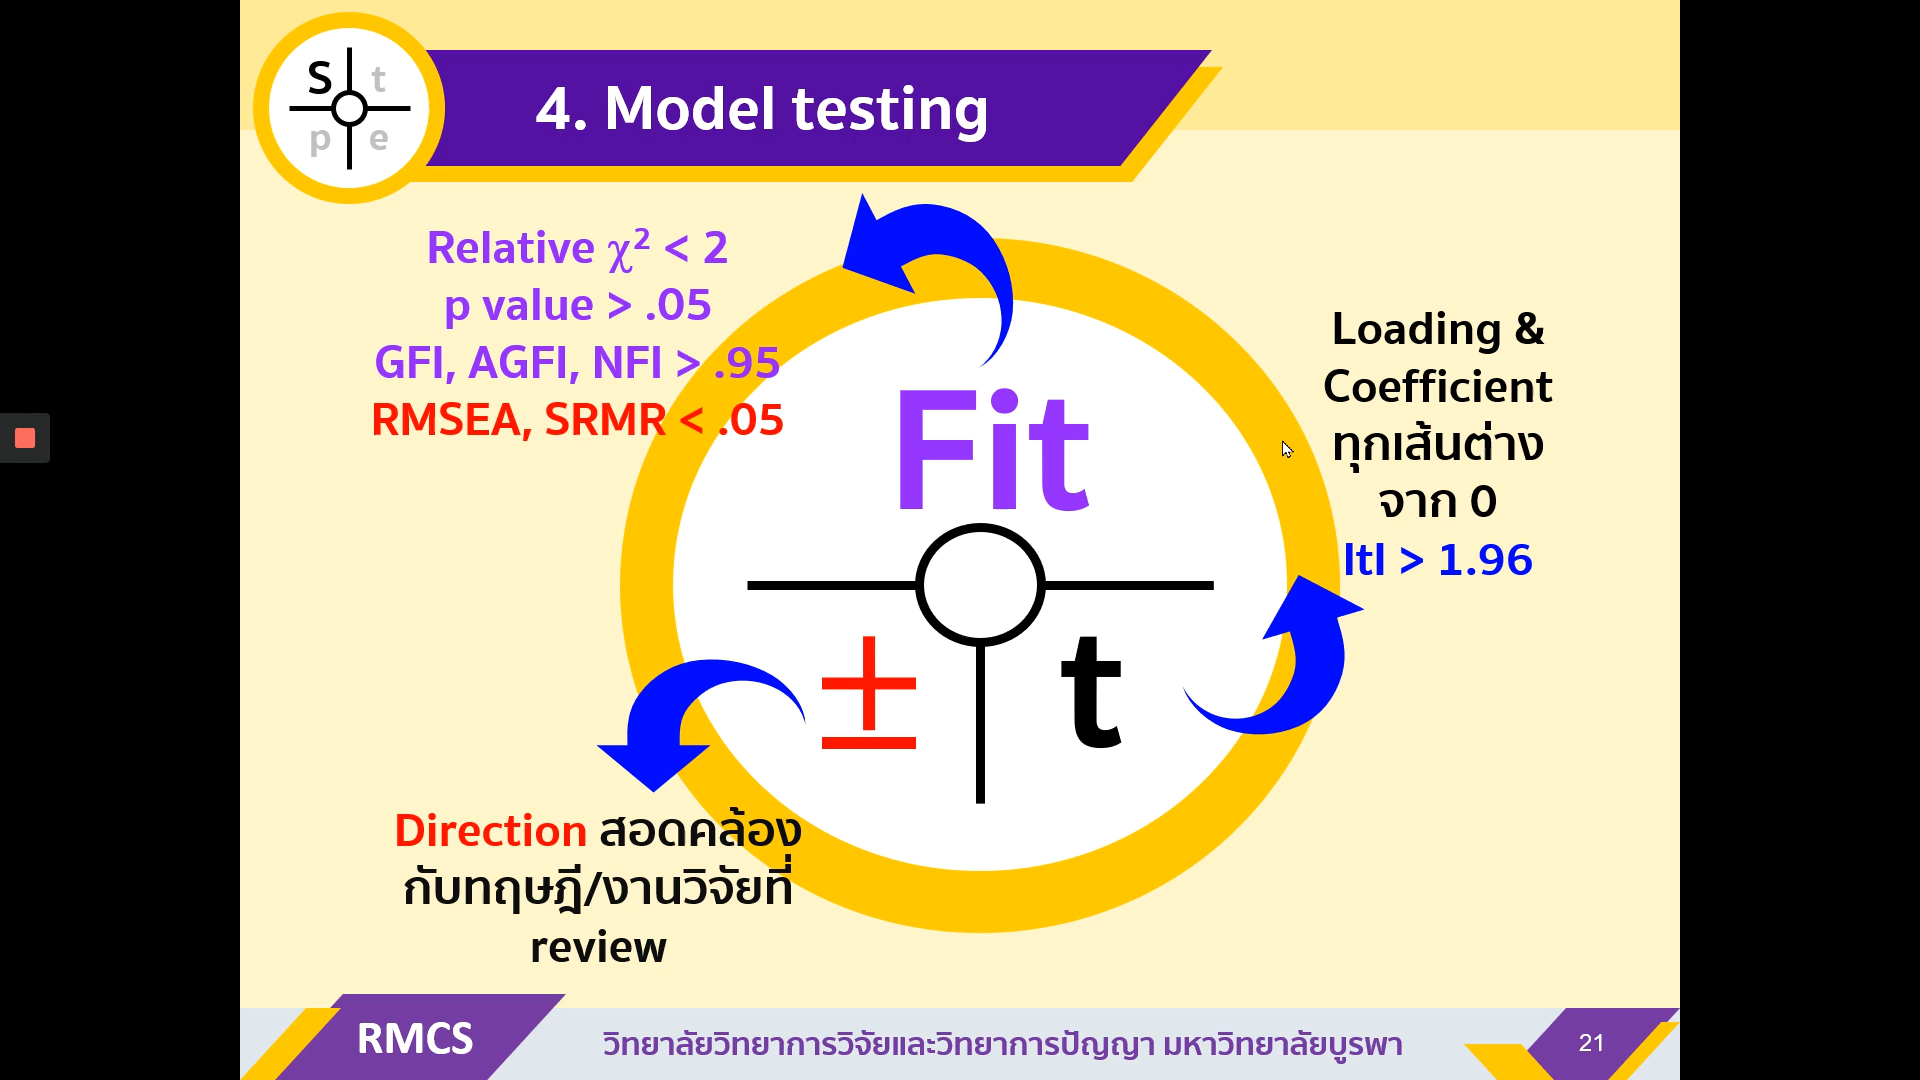 S t
p e
4. Model testing
Relative χ² < 2
p value > .05
GFI, AGFI, NFI > .95
RMSEA, SRMR < .05
Fit
± t
Loading &
Coefficient
ทุกเส้นต่าง
จาก 0
ltl > 1.96
Direction สอดคล้อง
กับทฤษฎี/งานวิจัยที่
review
RMCS
วิทยาลัยวิทยาการวิจัยและวิทยาการปัญญา มหาวิทยาลัยบูรพา
21